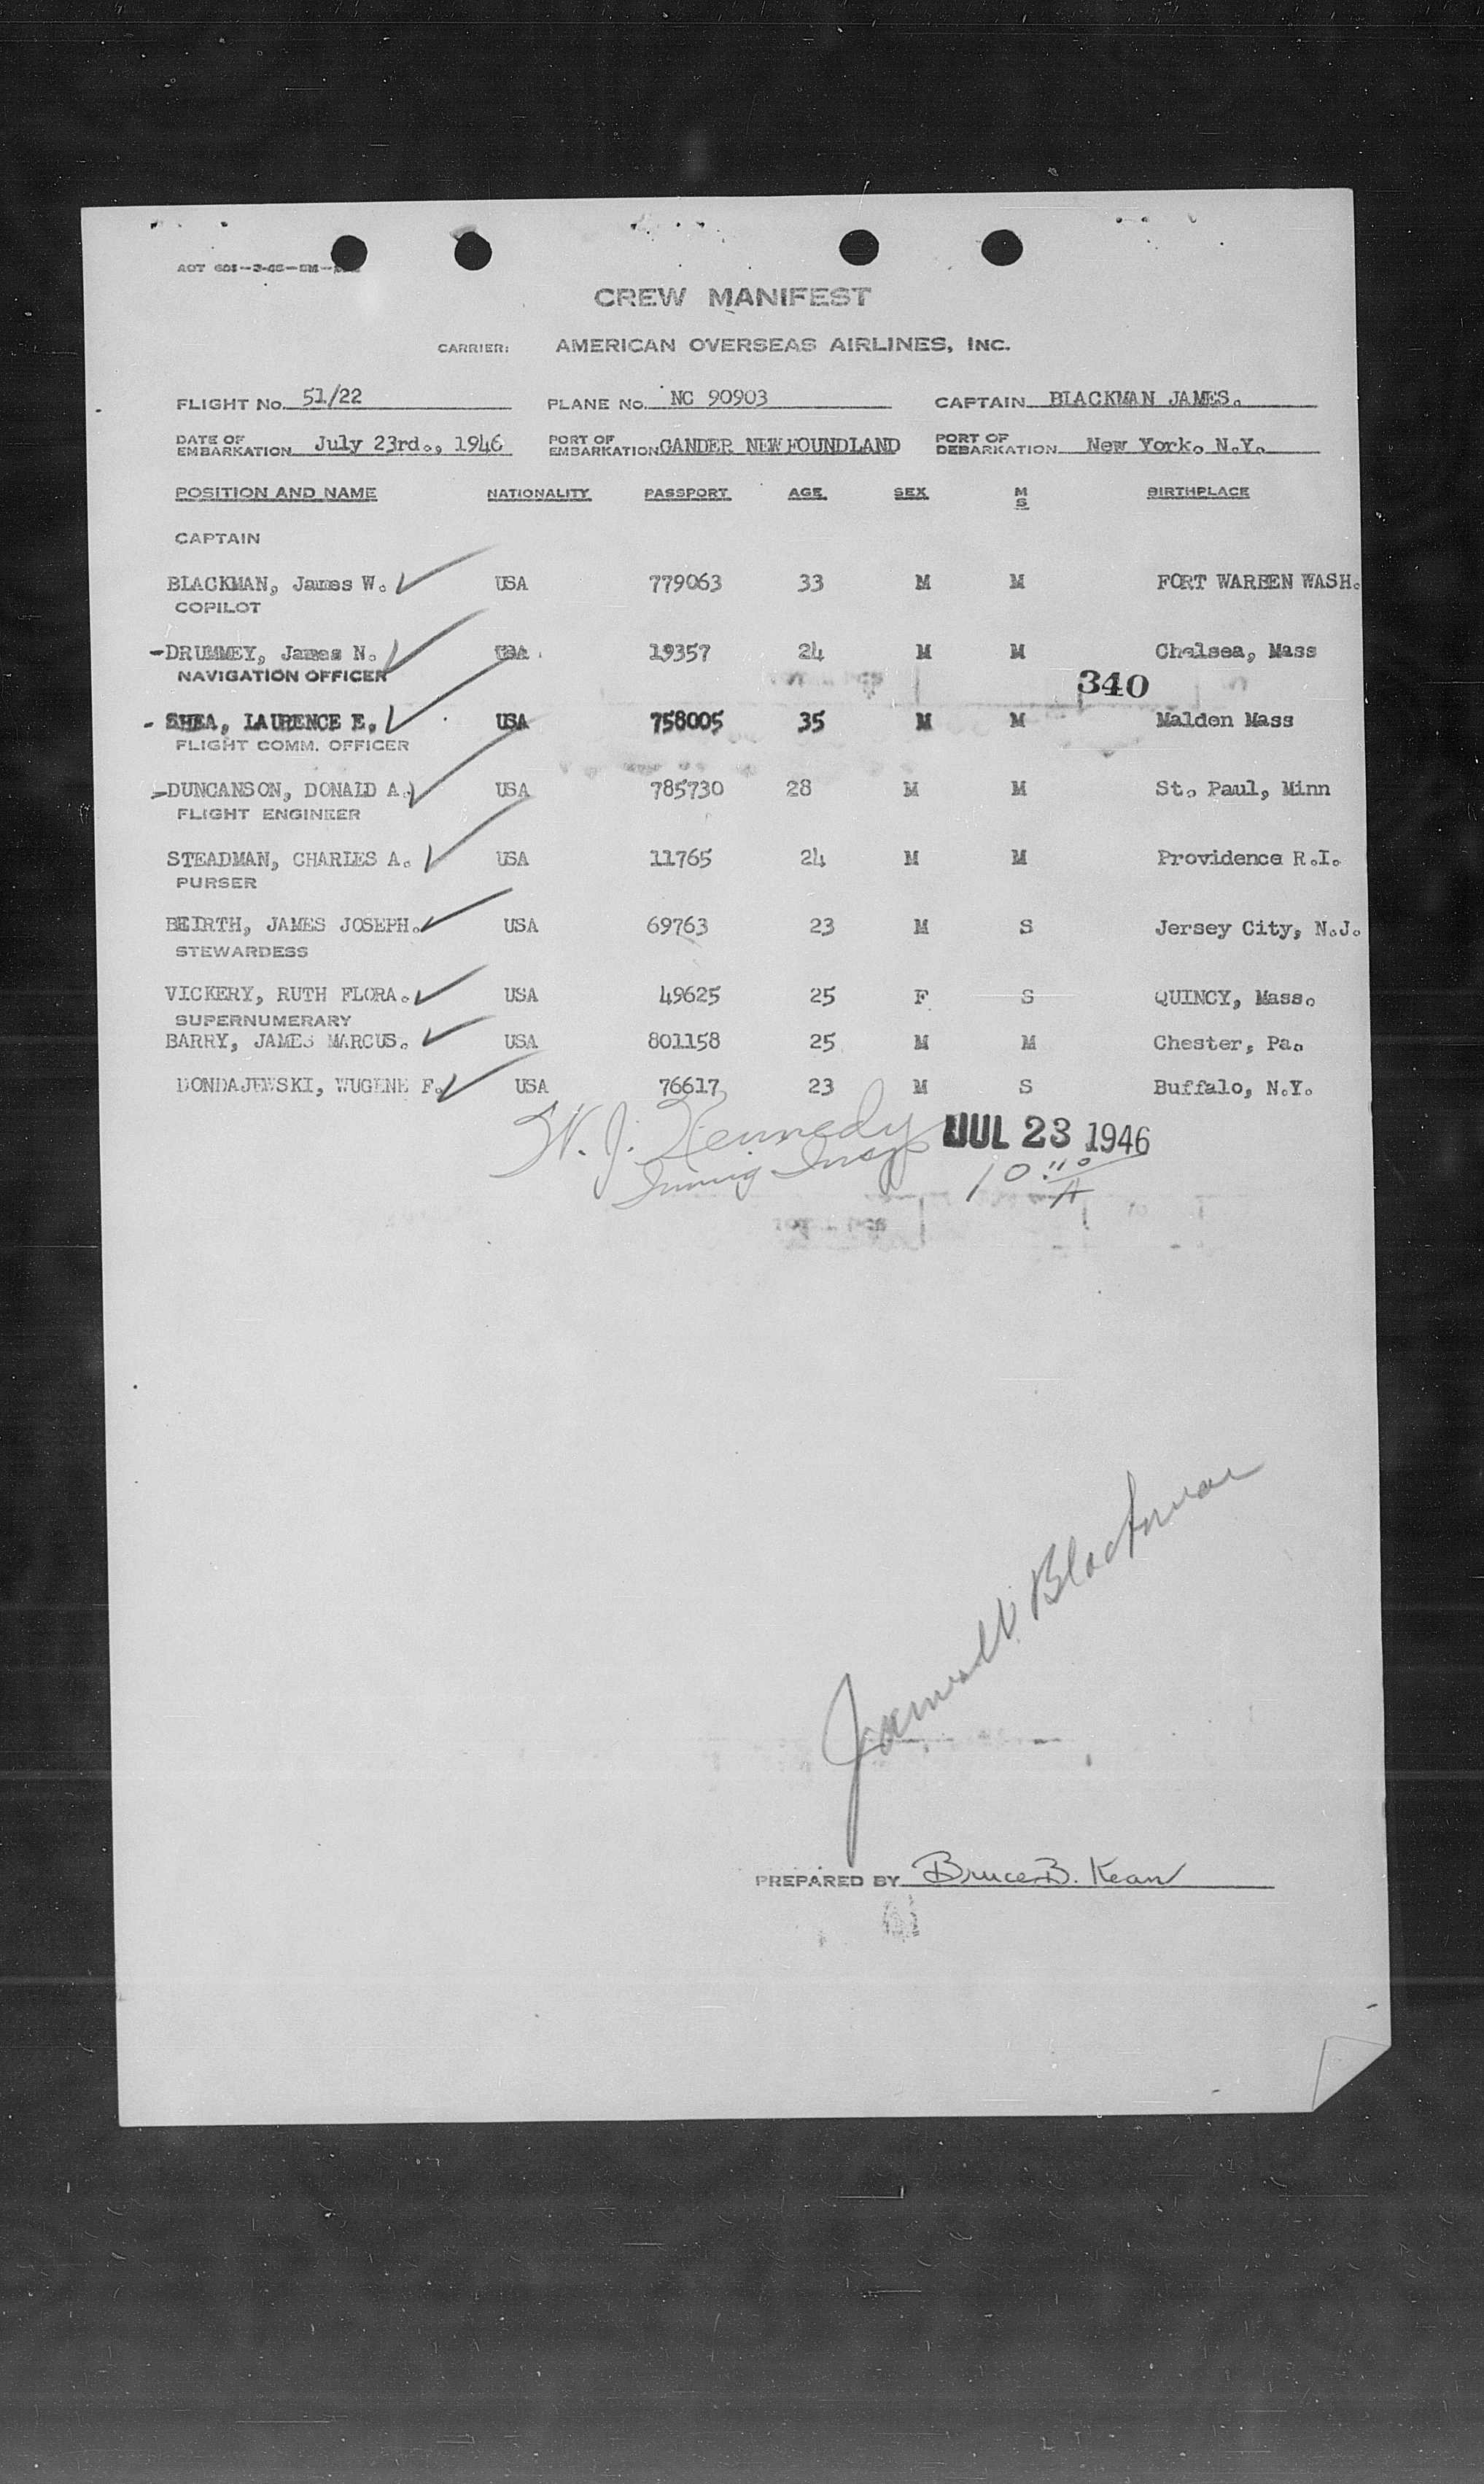 CREW MANIFEST
CARRIER: AMERICAN OVERSEAS AIRLINES, INC.
FLIGHT No. 51/22 PLANE No. NC 90903 CAPTAIN BLACKMAN JAMES.
DATE OF EMBARKATION July 23rd., 1946 PORT OF EMBARKATION GANDER NEWFOUNDLAND PORT OF DEBARKATION New York. N.Y.
POSITION AND NAME NATIONALITY PASSPORT AGE SEX M S BIRTHPLACE
CAPTAIN
BLACKMAN, James W. USA 779063 33 M M FORT WARREN WASH.
COPILOT
-DRUMMEY, James N. USA 19357 24 M M Chelsea, Mass
NAVIGATION OFFICER
340
- SHEA, LAURENCE E. USA 758005 35 M M Malden Mass
FLIGHT COMM. OFFICER
-DUNCANSON, DONALD A. USA 785730 28 M M St. Paul, Minn
FLIGHT ENGINEER
STEADMAN, CHARLES A. USA 11765 24 M M Providence R.I.
PURSER
BEIRTH, JAMES JOSEPH. USA 69763 23 M S Jersey City, N.J.
STEWARDESS
VICKERY, RUTH FLORA. USA 49625 25 F S QUINCY, Mass.
SUPERNUMERARY
BARRY, JAMES MARCUS. USA 801158 25 M M Chester, Pa.
DONDAJEWSKI, WUGENE F. USA 76617 23 M S Buffalo, N.Y.
W. J. Kennedy JUL 23 1946
Immig Insp
James W. Blackman
PREPARED BY Bruce B. Kean